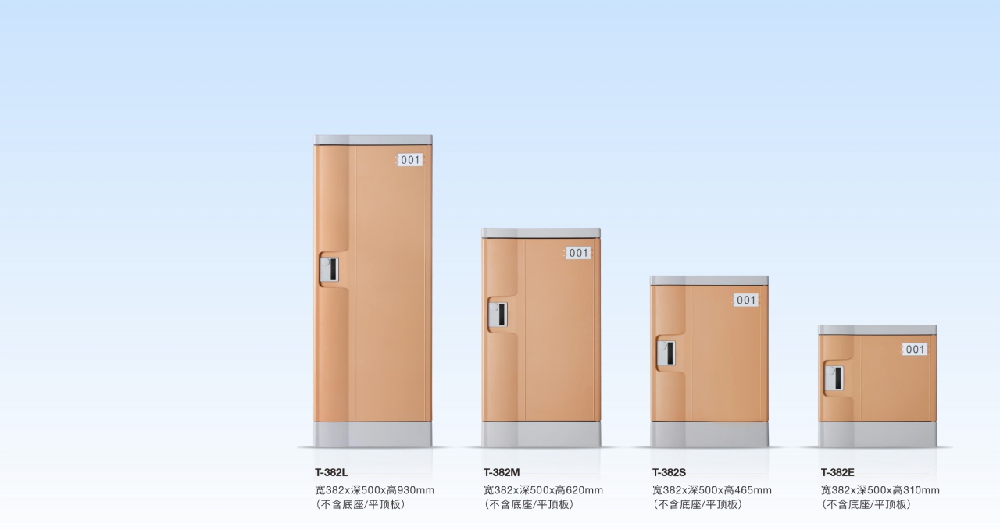 001
001
001
001
T-382L
宽382x深500x高930mm
（不含底座/平顶板）
T-382M
宽382x深500x高620mm
（不含底座/平顶板）
T-382S
宽382x深500x高465mm
（不含底座/平顶板）
T-382E
宽382x深500x高310mm
（不含底座/平顶板）